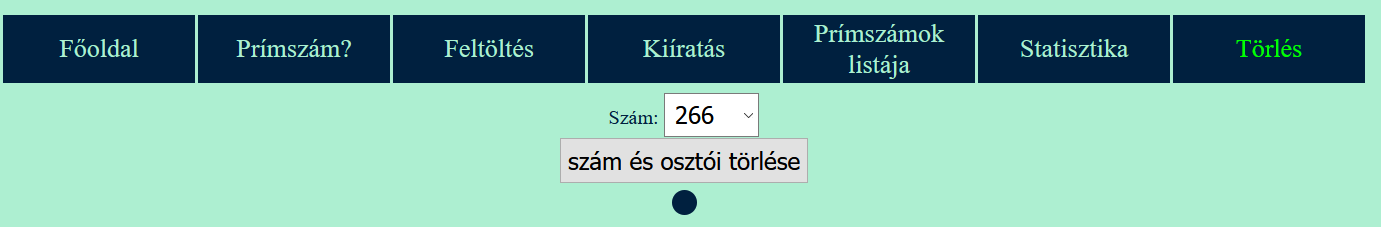 Főoldal
Prímszám?
Feltöltés
Kiíratás
Prímszámok
listája
Statisztika
Törlés
Szám: 266
szám és osztói törlése